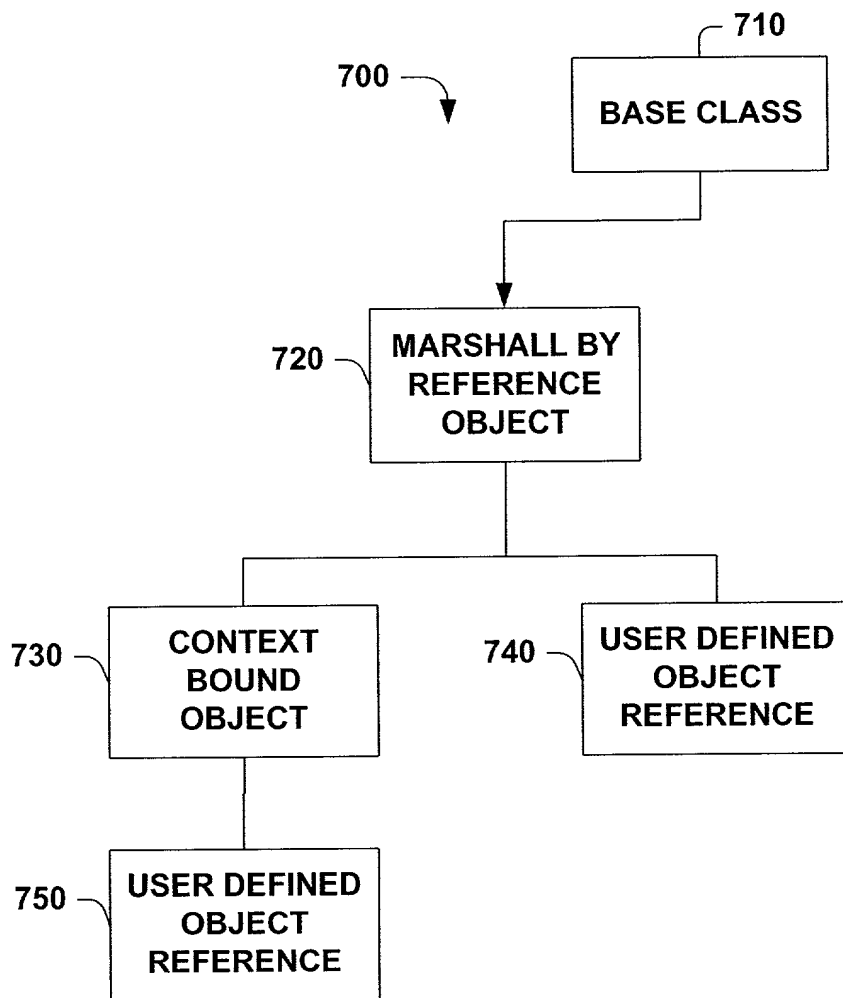 710
700
BASE CLASS
720
MARSHALL BY
REFERENCE
OBJECT
730
CONTEXT
BOUND
OBJECT
740
USER DEFINED
OBJECT
REFERENCE
750
USER DEFINED
OBJECT
REFERENCE